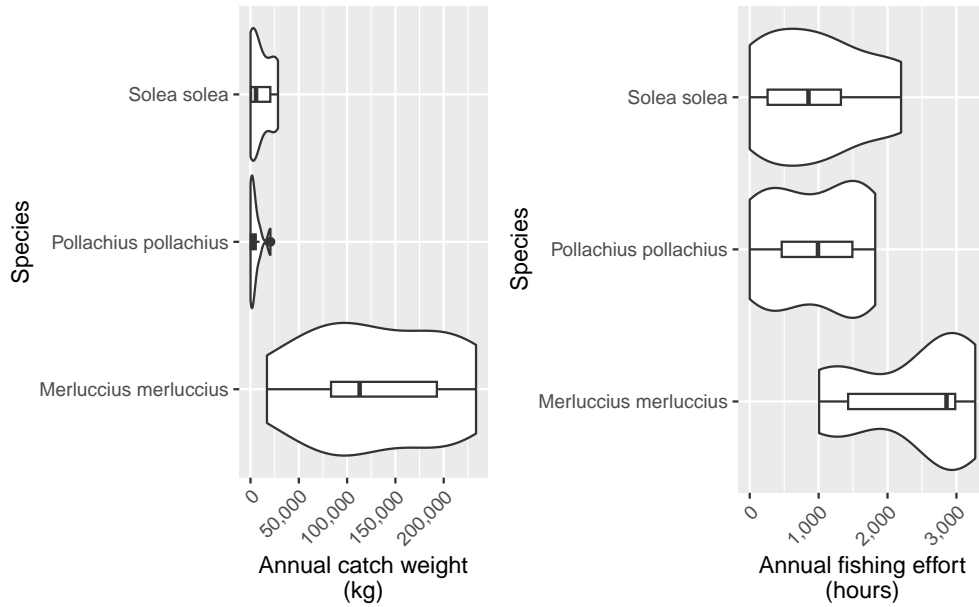 Species
Solea solea
Pollachius pollachius
Merluccius merluccius
0
50,000
100,000
150,000
200,000
Annual catch weight
(kg)
Species
Solea solea
Pollachius pollachius
Merluccius merluccius
0
1,000
2,000
3,000
Annual fishing effort
(hours)